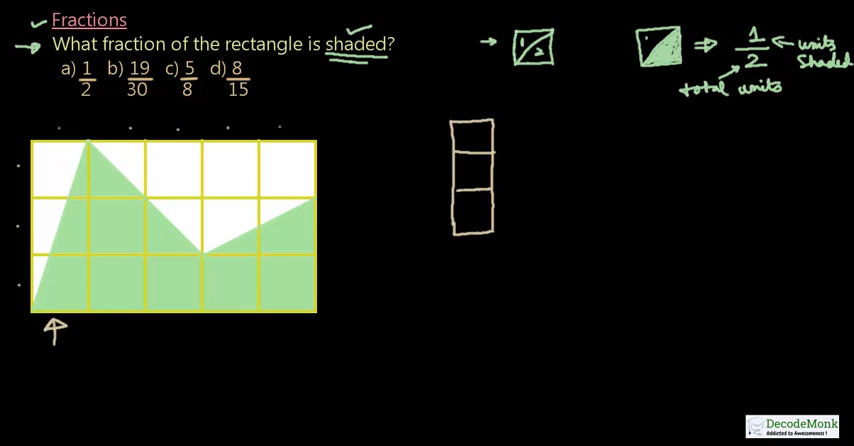 Fractions
What fraction of the rectangle is shaded?
a) 1/2 b) 19/30 c) 5/8 d) 8/15
1
2
1
1/2
units
shaded
total units
DecodeMonk
Addicted to Awesomeness !